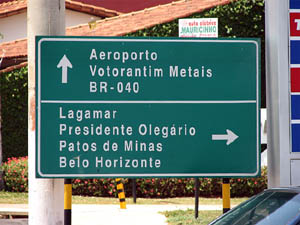 auto elétrico
MAURICINHO
Aeroporto
Votorantim Metais
BR-040
Lagamar
Presidente Olegário
Patos de Minas
Belo Horizonte